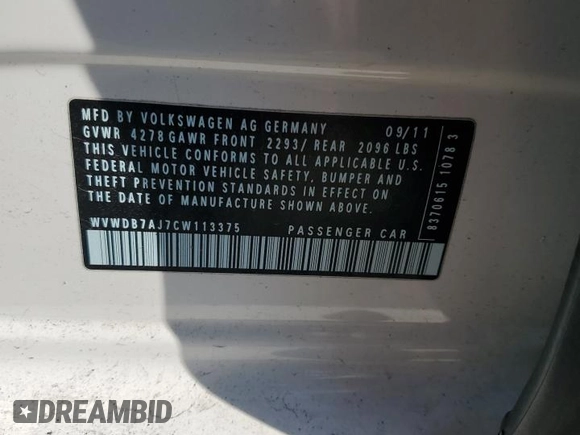 MFD BY VOLKSWAGEN AG GERMANY 09/11
GVWR 4278 GAWR FRONT 2293/ REAR 2096 LBS
THIS VEHICLE CONFORMS TO ALL APPLICABLE U.S.
FEDERAL MOTOR VEHICLE SAFETY, BUMPER AND
THEFT PREVENTION STANDARDS IN EFFECT ON
THE DATE OF MANUFACTURE SHOWN ABOVE.
WVWDB7AJ7CW113375 PASSENGER CAR
8370615 1078 3
DREAMBID